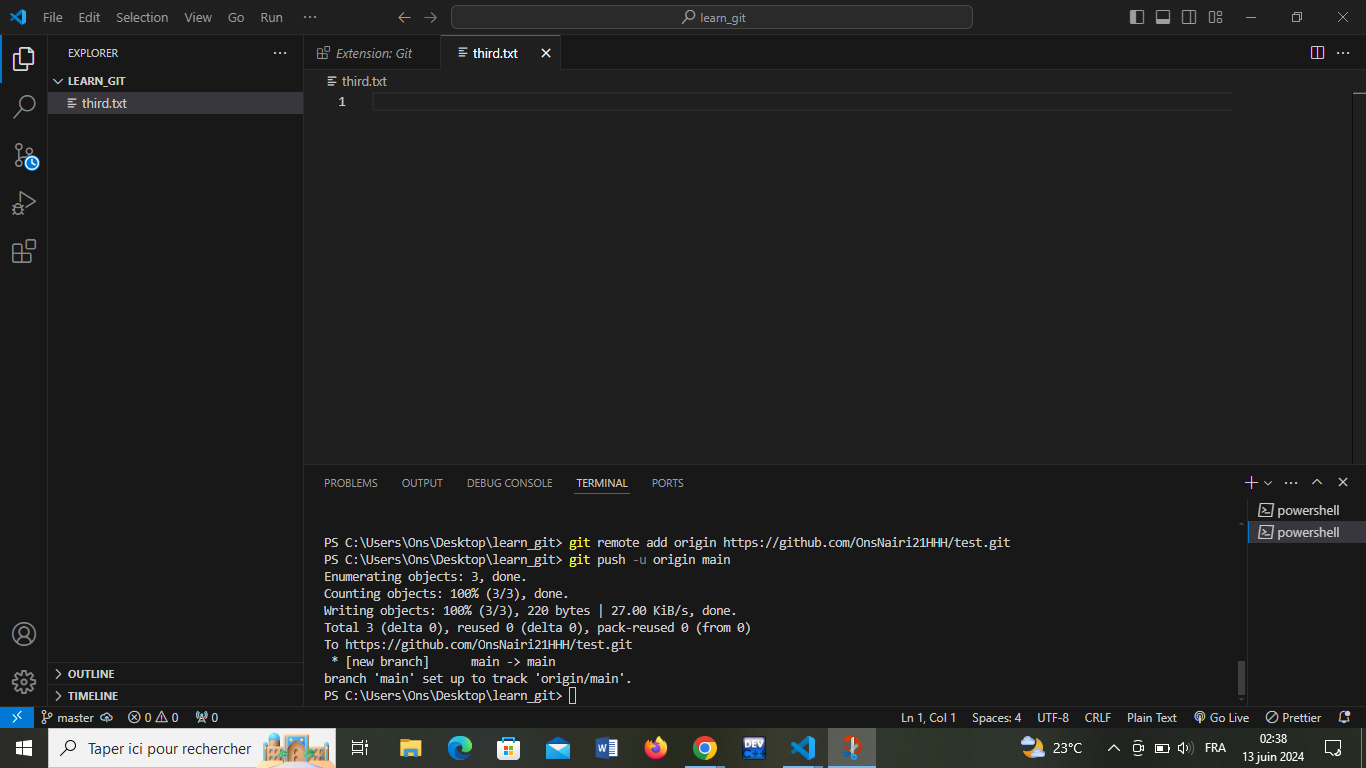 File Edit Selection View Go Run ···
learn_git
EXPLORER ···
Extension: Git
third.txt
LEARN_GIT
third.txt
third.txt
1
PROBLEMS OUTPUT DEBUG CONSOLE TERMINAL PORTS
powershell
powershell
PS C:\Users\Ons\Desktop\learn_git> git remote add origin https://github.com/OnsNairi21HHH/test.git
PS C:\Users\Ons\Desktop\learn_git> git push -u origin main
Enumerating objects: 3, done.
Counting objects: 100% (3/3), done.
Writing objects: 100% (3/3), 220 bytes | 27.00 KiB/s, done.
Total 3 (delta 0), reused 0 (delta 0), pack-reused 0 (from 0)
To https://github.com/OnsNairi21HHH/test.git
 * [new branch]      main -> main
branch 'main' set up to track 'origin/main'.
PS C:\Users\Ons\Desktop\learn_git>
OUTLINE
TIMELINE
master 0 0 0 Ln 1, Col 1 Spaces: 4 UTF-8 CRLF Plain Text Go Live Prettier
Taper ici pour rechercher
DEV
23°C
FRA
02:38
13 juin 2024